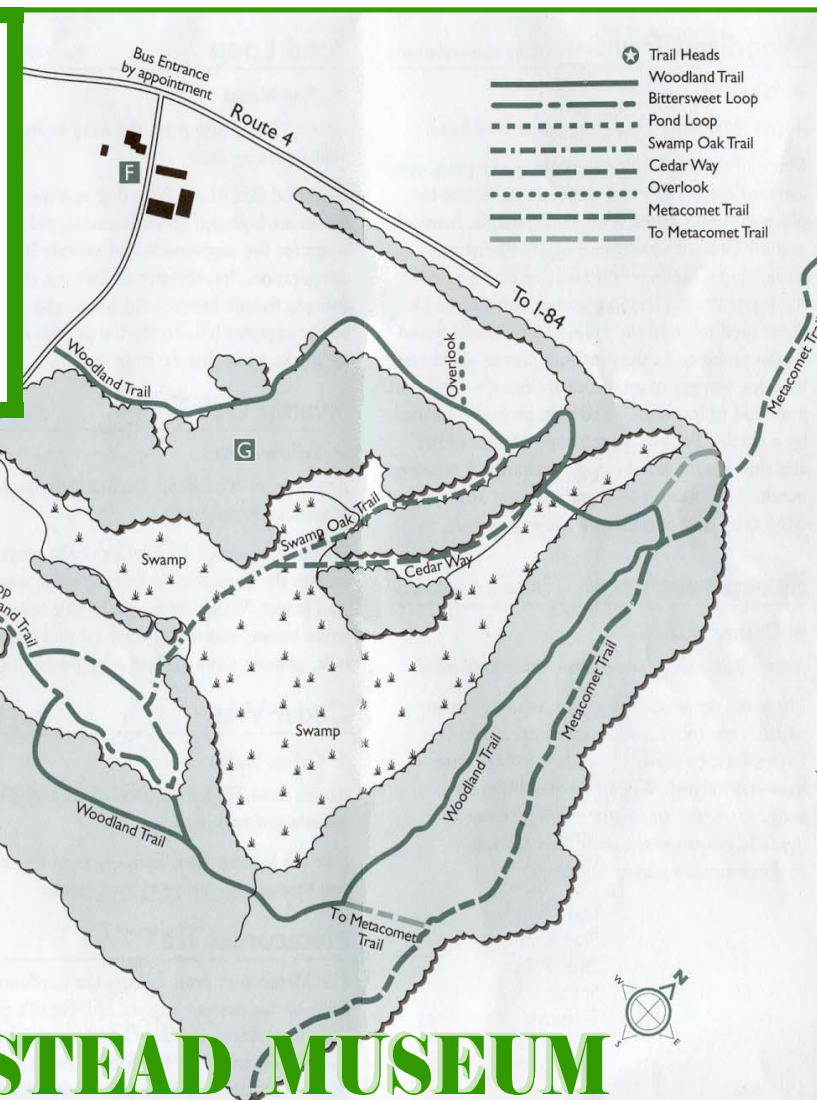 Bus Entrance
by appointment
Route 4
To I-84
F
Trail Heads
Woodland Trail
Bittersweet Loop
Pond Loop
Swamp Oak Trail
Cedar Way
Overlook
Metacomet Trail
To Metacomet Trail
Woodland Trail
Overlook
Metacomet Trail
G
Swamp Oak Trail
Swamp
Cedar Way
Metacomet Trail
Swamp
Woodland Trail
Woodland Trail
To Metacomet
Trail
W
N
S
E
STEAD MUSEUM